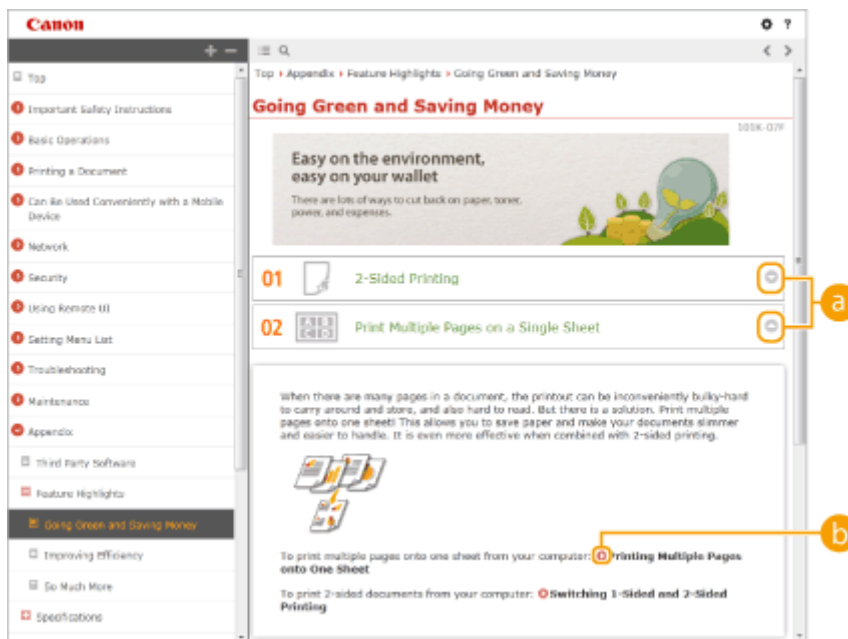 Canon
?
+ −
Top
Important Safety Instructions
Basic Operations
Printing a Document
Can Be Used Conveniently with a Mobile
Device
Network
Security
Using Remote UI
Setting Menu List
Troubleshooting
Maintenance
Appendix
Third Party Software
Feature Highlights
Going Green and Saving Money
Improving Efficiency
So Much More
Specifications
Top Appendix Feature Highlights Going Green and Saving Money
Going Green and Saving Money
Easy on the environment,
easy on your wallet
There are lots of ways to cut back on paper, toner,
power, and expenses.
01 2-Sided Printing
02 A B C D Print Multiple Pages on a Single Sheet
a
When there are many pages in a document, the printout can be inconveniently bulky-hard
to carry around and store, and also hard to read. But there is a solution. Print multiple
pages onto one sheet! This allows you to save paper and make your documents slimmer
and easier to handle. It is even more effective when combined with 2-sided printing.
To print multiple pages onto one sheet from your computer: Printing Multiple Pages
onto One Sheet
b
To print 2-sided documents from your computer: Switching 1-Sided and 2-Sided
Printing